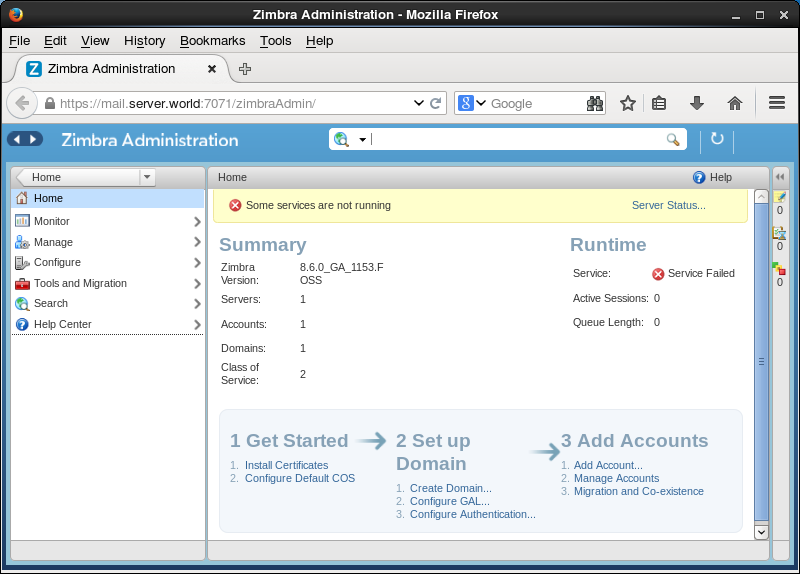 Zimbra Administration - Mozilla Firefox
File Edit View History Bookmarks Tools Help
Zimbra Administration
https://mail.server.world:7071/zimbraAdmin/
Google
Zimbra Administration
Home
Home
Help
Home
Monitor
Manage
Configure
Tools and Migration
Search
Help Center
Some services are not running
Server Status...
Summary
Zimbra Version: 8.6.0_GA_1153.F OSS
Servers: 1
Accounts: 1
Domains: 1
Class of Service: 2
Runtime
Service: Service Failed
Active Sessions: 0
Queue Length: 0
1 Get Started
1. Install Certificates
2. Configure Default COS
2 Set up
Domain
1. Create Domain...
2. Configure GAL...
3. Configure Authentication...
3 Add Accounts
1. Add Account...
2. Manage Accounts
3. Migration and Co-existence
0
0
0